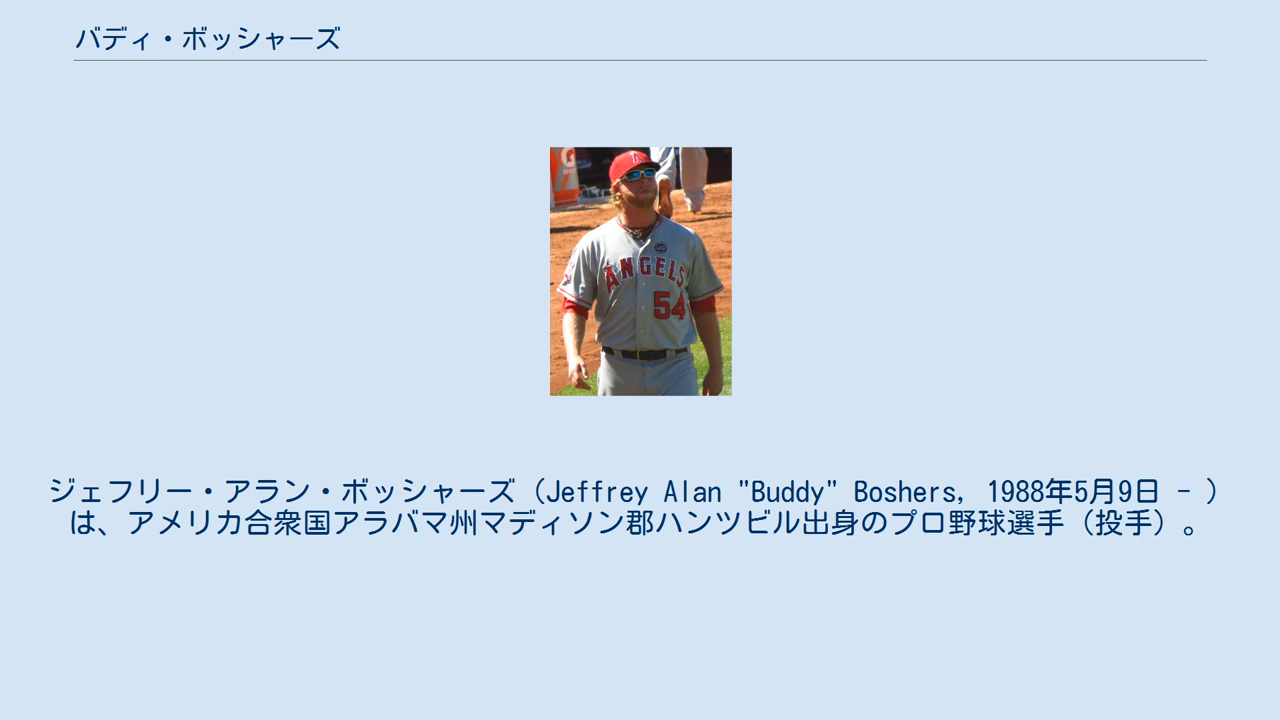 バディ・ボッシャーズ
ANGELS
54
ジェフリー・アラン・ボッシャーズ（Jeffrey Alan "Buddy" Boshers, 1988年5月9日 - ）
は、アメリカ合衆国アラバマ州マディソン郡ハンツビル出身のプロ野球選手（投手）。